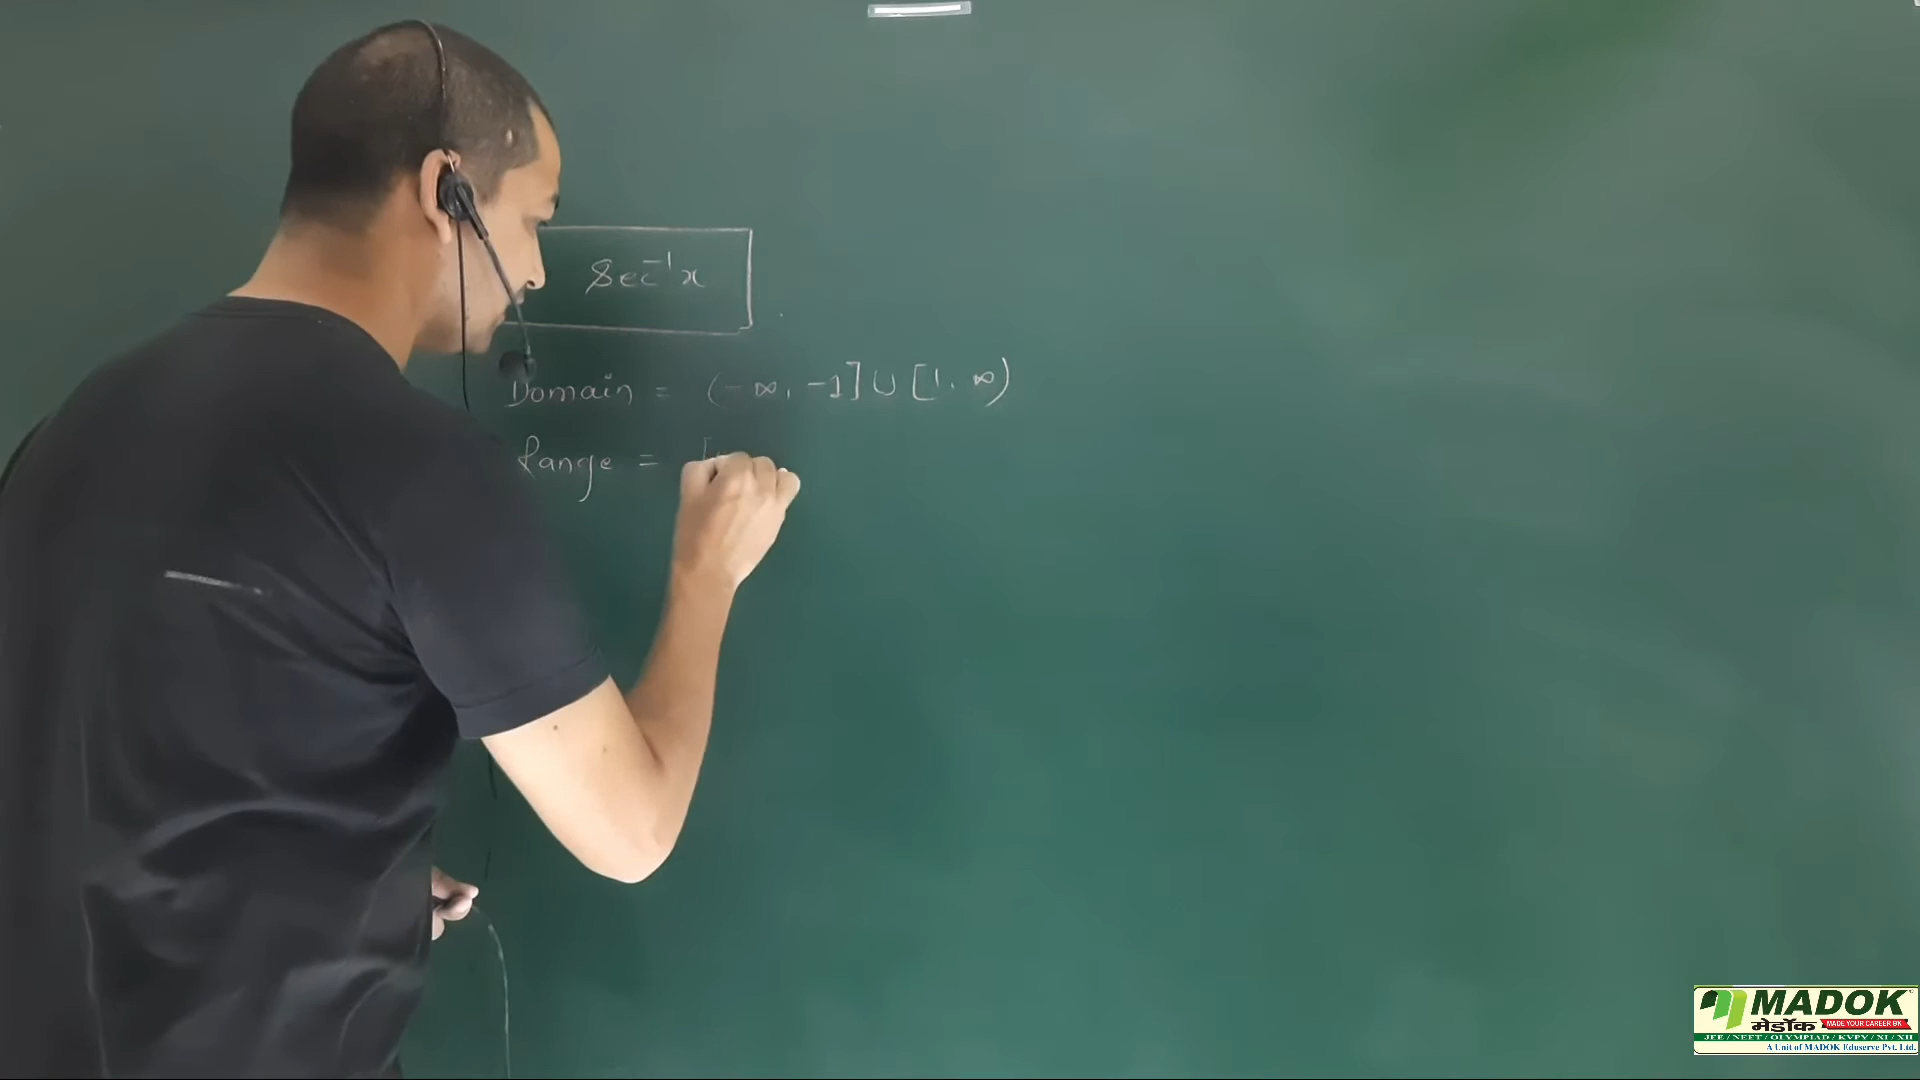 Sec⁻¹x
Domain = (-∞, -1] ∪ [1, ∞)
Range = [
MADOK
मेडॉक MADE YOUR CAREER OK
JEE / NEET / OLYMPIAD / KVPY / XI / XII
A Unit of MADOK Eduserve Pvt. Ltd.